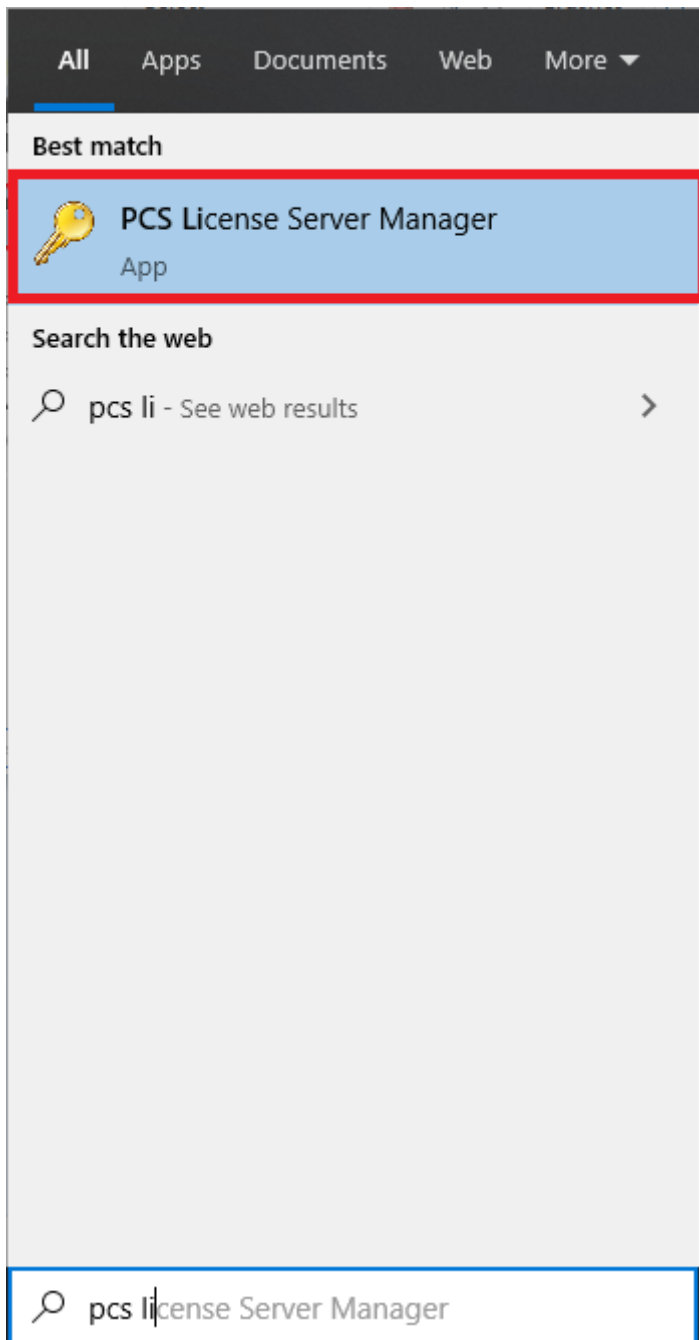 All Apps Documents Web More
Best match
PCS License Server Manager
App
Search the web
pcs li - See web results
pcs license Server Manager